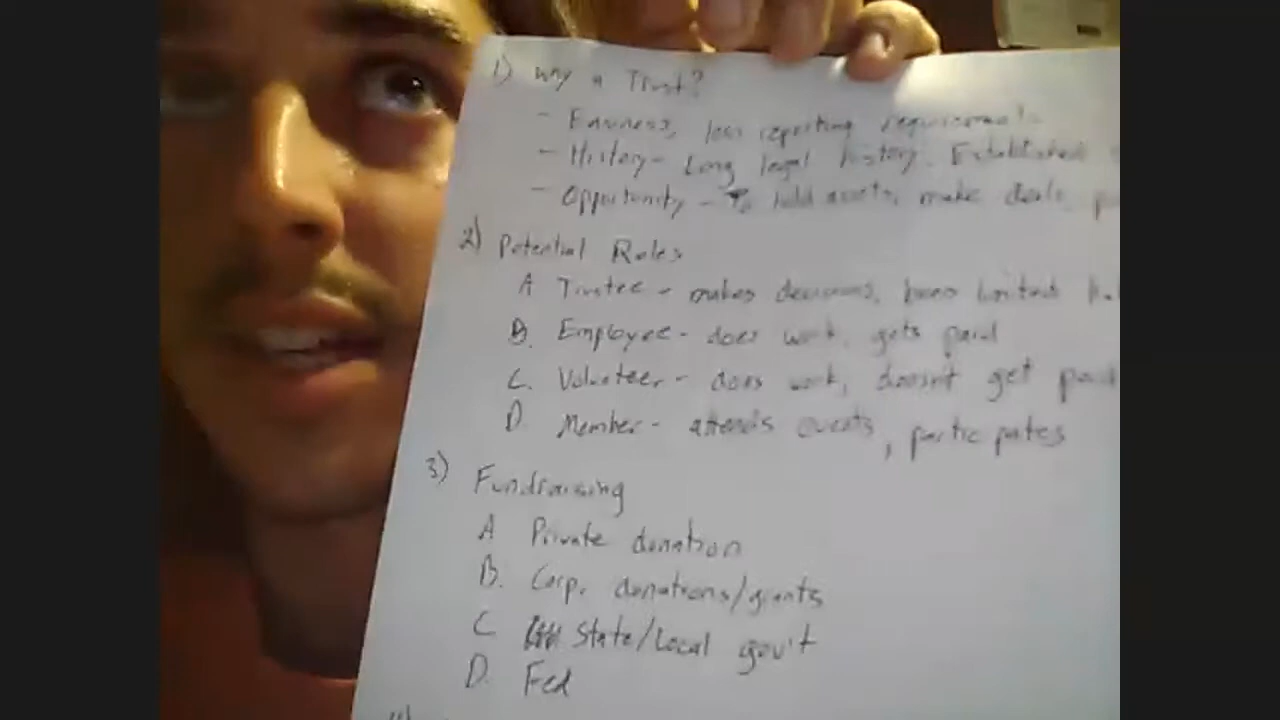 1) Why a Trust?
- Easiness, less reporting requirements
- History - Long legal history. Established
- Opportunity - To hold assets, make deals,
2) Potential Roles
A Trustee - makes decisions, limited
B. Employee - does work, gets paid
C. Volunteer - does work, doesn't get paid
D. Member - attends events, participates
3) Fundraising
A Private donation
B. Corp. donations/grants
C State/Local gov't
D. Fed